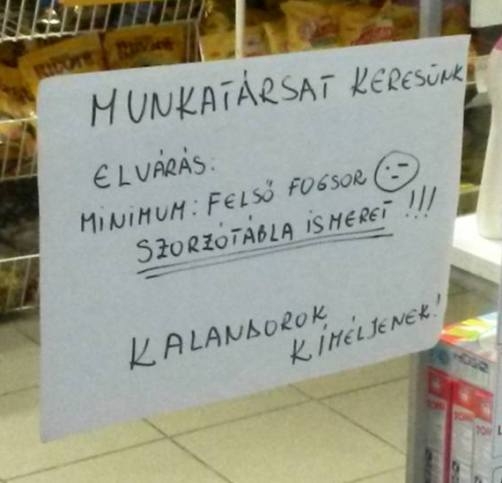 MUNKATÁRSAT KERESÜNK
ELVÁRÁS:
MINIMUM: FELSŐ FOGSOR
SZORZÓTÁBLA ISMERET !!!
KALANDOROK
KÍMÉLJENEK!